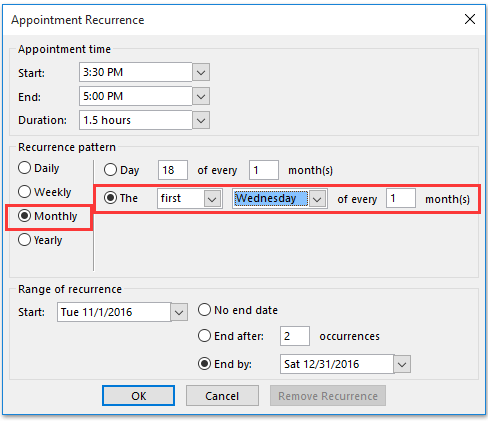 Appointment Recurrence
Appointment time
Start: 3:30 PM
End: 5:00 PM
Duration: 1.5 hours
Recurrence pattern
Daily
Day 18 of every 1 month(s)
Weekly
The first Wednesday of every 1 month(s)
Monthly
Yearly
Range of recurrence
Start: Tue 11/1/2016
No end date
End after: 2 occurrences
End by: Sat 12/31/2016
OK Cancel Remove Recurrence